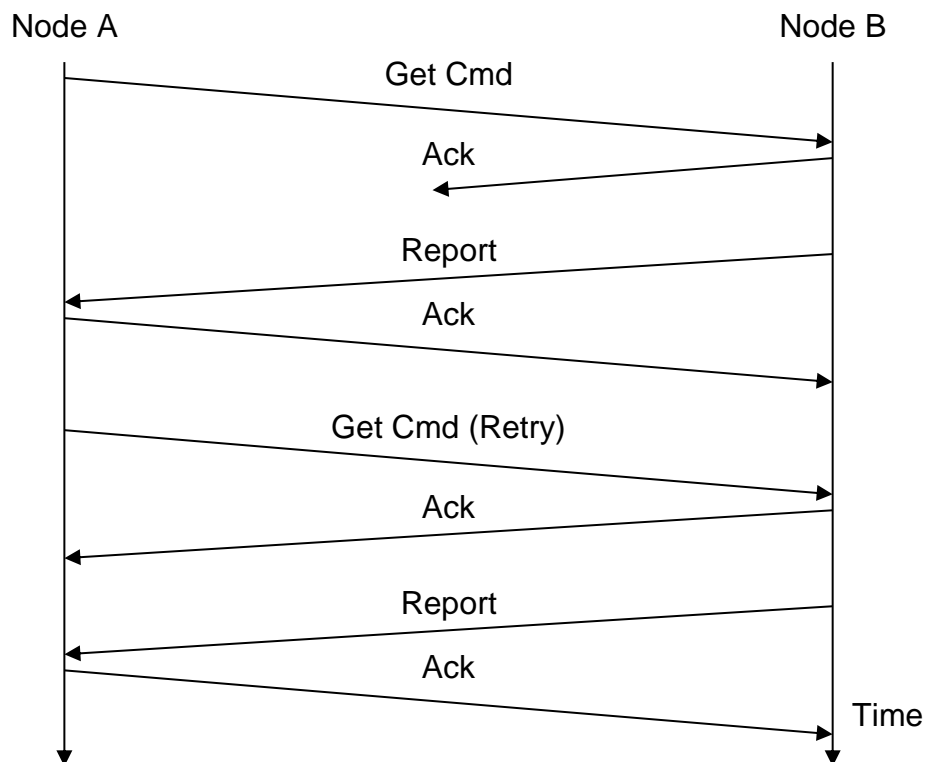 Node A
Node B
Get Cmd
Ack
Report
Ack
Get Cmd (Retry)
Ack
Report
Ack
Time